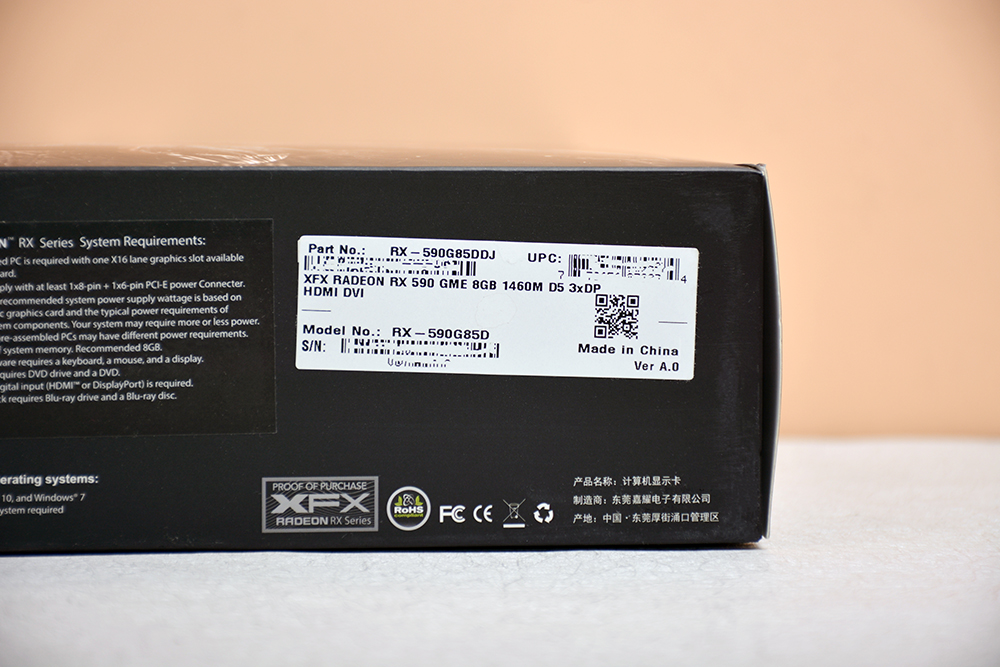 N™ RX Series System Requirements:
ed PC is required with one X16 lane graphics slot available
ard.
ply with at least 1x8-pin + 1x6-pin PCI-E power Connecter.
recommended system power supply wattage is based on
c graphics card and the typical power requirements of
em components. Your system may require more or less power.
re-assembled PCs may have different power requirements.
f system memory. Recommended 8GB.
ware requires a keyboard, a mouse, and a display.
quires DVD drive and a DVD.
igital input (HDMI™ or DisplayPort) is required.
ck requires Blu-ray drive and a Blu-ray disc.
erating systems:
10, and Windows® 7
ystem required
Part No.: RX-590G85DDJ UPC:
7 4
XFX RADEON RX 590 GME 8GB 1460M D5 3xDP
HDMI DVI
Model No.: RX-590G85D
S/N:
Made in China
Ver A.0
PROOF OF PURCHASE
XFX
RADEON RX Series
RoHS
compliant
FC CE
产品名称: 计算机显示卡
制造商: 东莞嘉耀电子有限公司
产地: 中国·东莞厚街涌口管理区